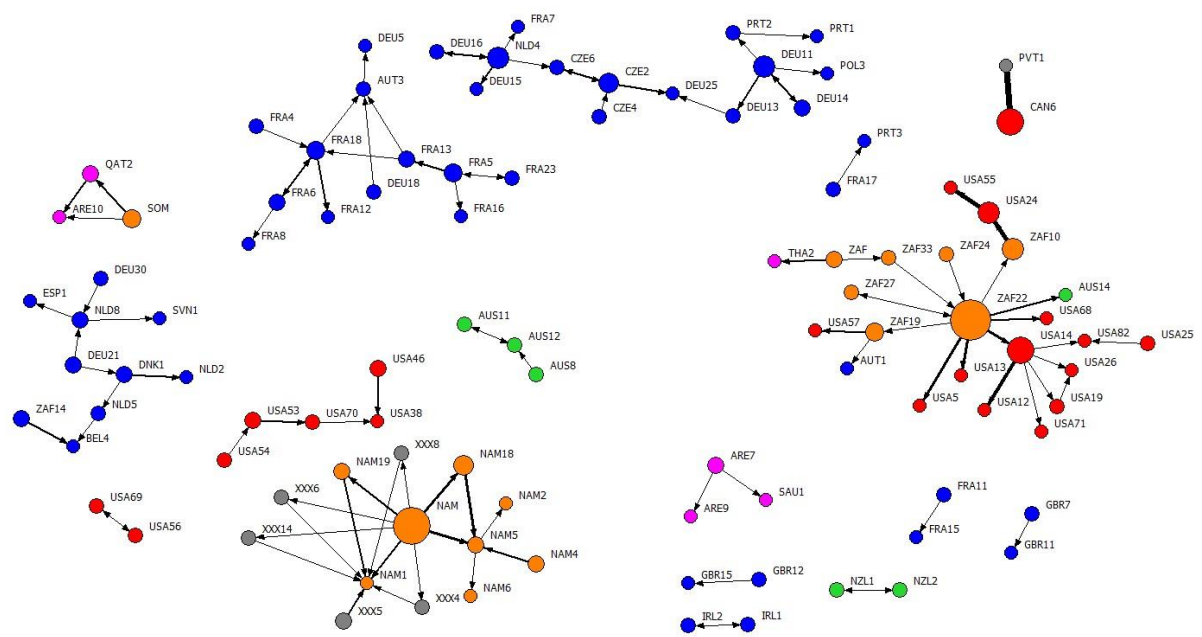 FRA7
DEU16
NLD4
DEU5
CZE6
DEU15
CZE2
DEU25
CZE4
PRT2
PRT1
DEU11
POL3
DEU14
DEU13
PVT1
CAN6
AUT3
FRA4
FRA18
FRA13
FRA5
FRA23
DEU18
FRA6
FRA12
FRA16
FRA8
PRT3
FRA17
QAT2
ARE10
SOM
USA55
USA24
ZAF10
THA2
ZAF
ZAF33
ZAF24
ZAF27
ZAF22
AUS14
USA68
USA57
ZAF19
USA14
USA82
USA25
AUT1
USA13
USA26
USA5
USA12
USA19
USA71
DEU30
ESP1
NLD8
SVN1
DEU21
DNK1
NLD2
NLD5
ZAF14
BEL4
AUS11
AUS12
AUS8
USA46
USA53
USA70
USA38
USA54
USA69
USA56
XXX8
NAM19
NAM18
XXX6
NAM
NAM2
XXX14
NAM5
NAM4
NAM1
NAM6
XXX4
XXX5
ARE7
SAU1
ARE9
FRA11
FRA15
GBR7
GBR11
GBR15
GBR12
NZL1
NZL2
IRL2
IRL1